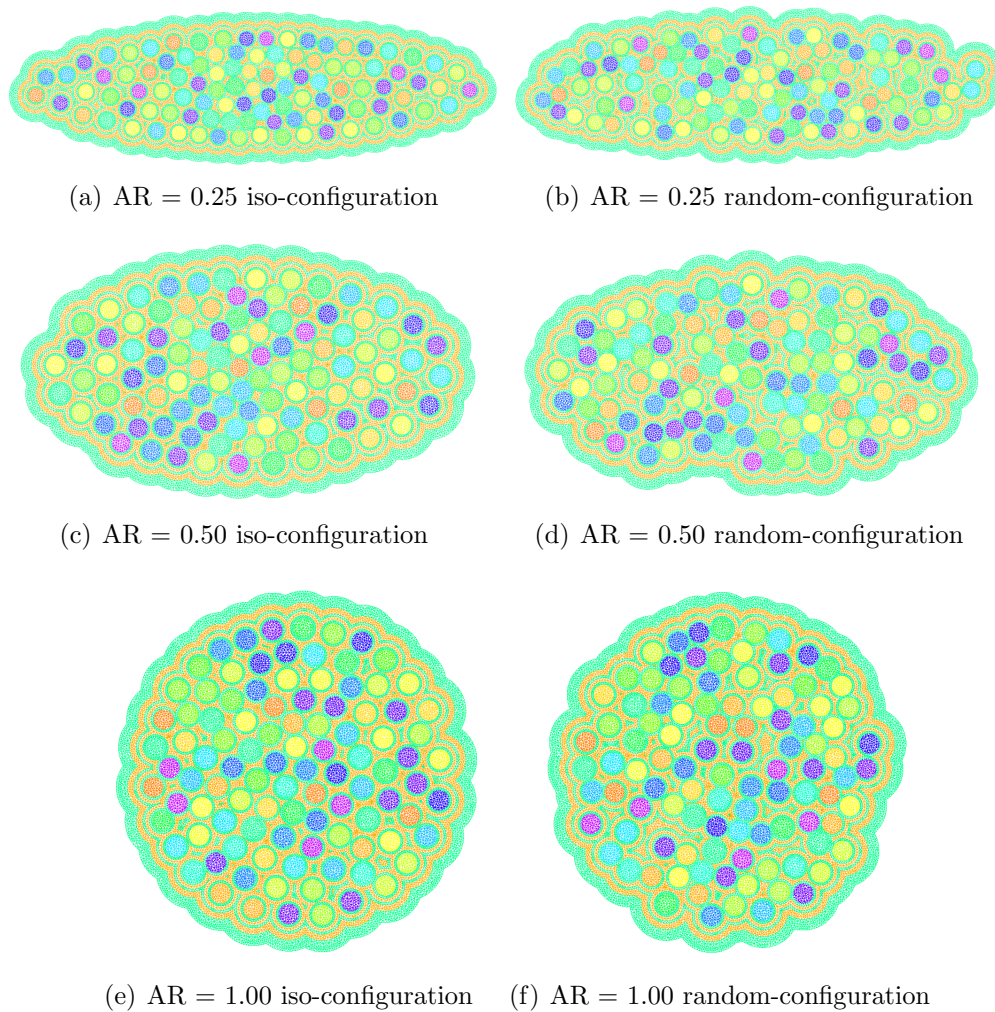 (a) AR = 0.25 iso-configuration
(b) AR = 0.25 random-configuration
(c) AR = 0.50 iso-configuration
(d) AR = 0.50 random-configuration
(e) AR = 1.00 iso-configuration
(f) AR = 1.00 random-configuration